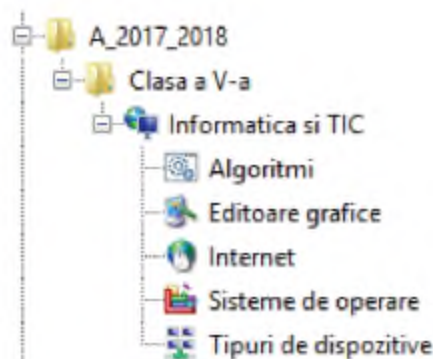 A_2017_2018
Clasa a V-a
Informatica si TIC
Algoritmi
Editoare grafice
Internet
Sisteme de operare
Tipuri de dispozitive